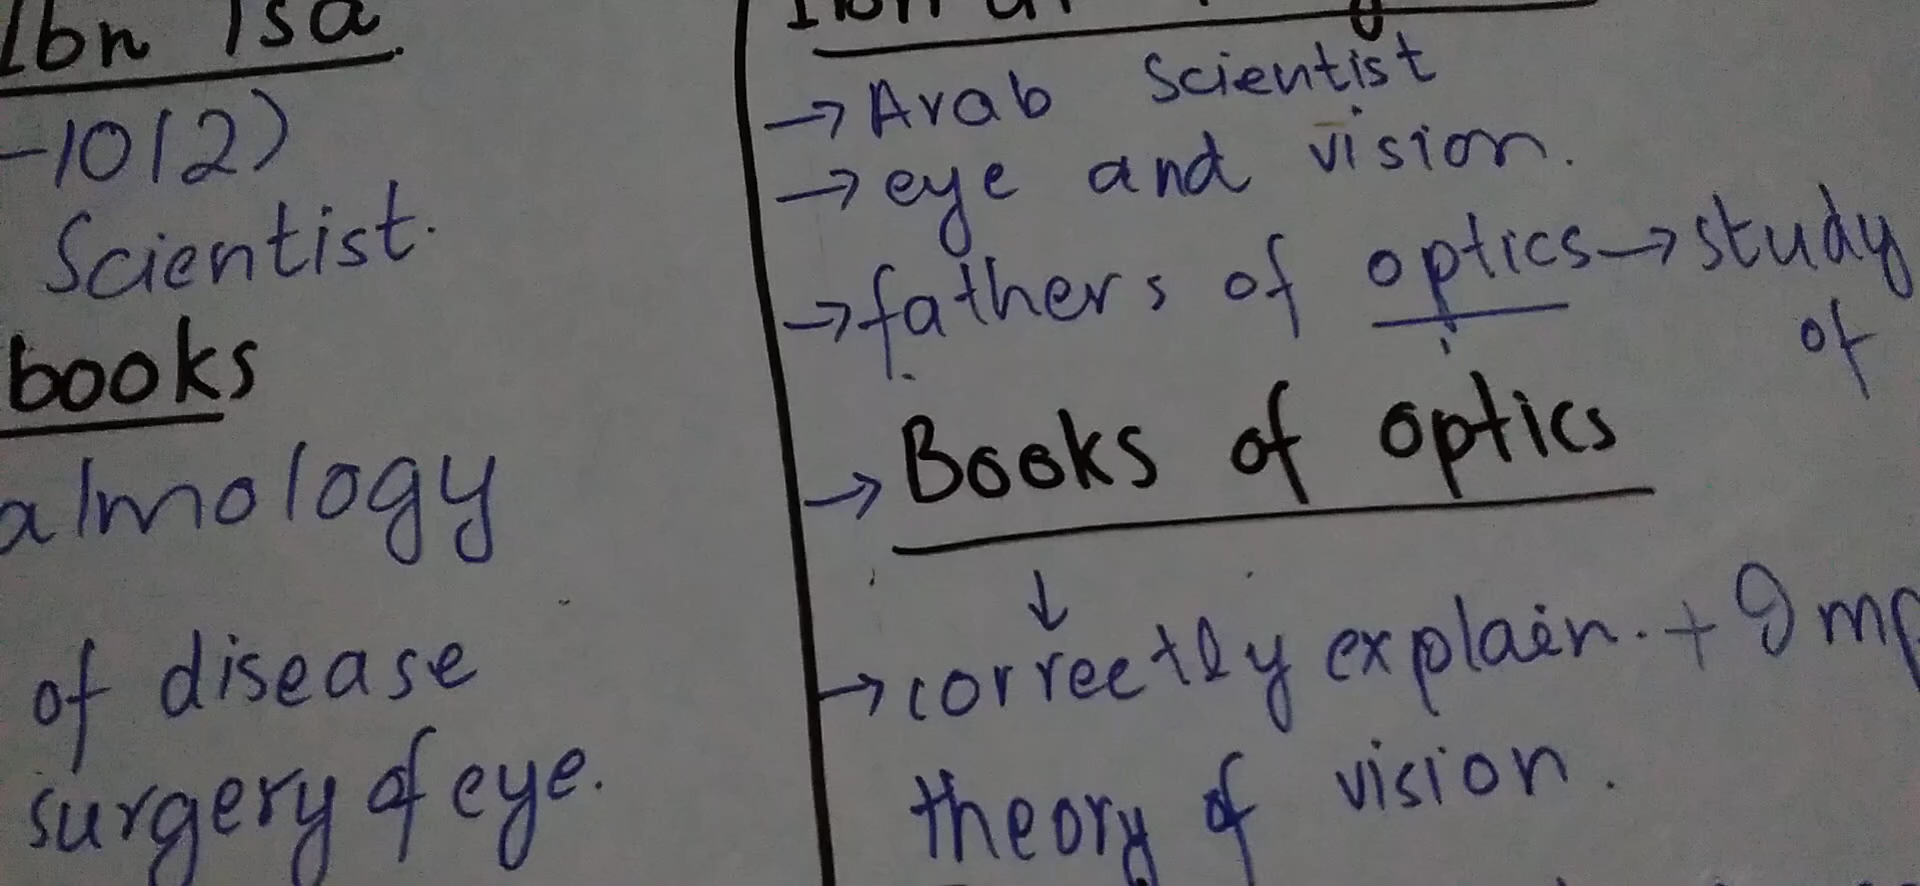 Ibn Isa.
-1012)
Scientist.
books
almology
of disease
surgery of eye.
→ Arab Scientist
→ eye and vision.
→ fathers of optics → study
of
→ Books of optics
↓
→ correctly explain. +
theory of vision.